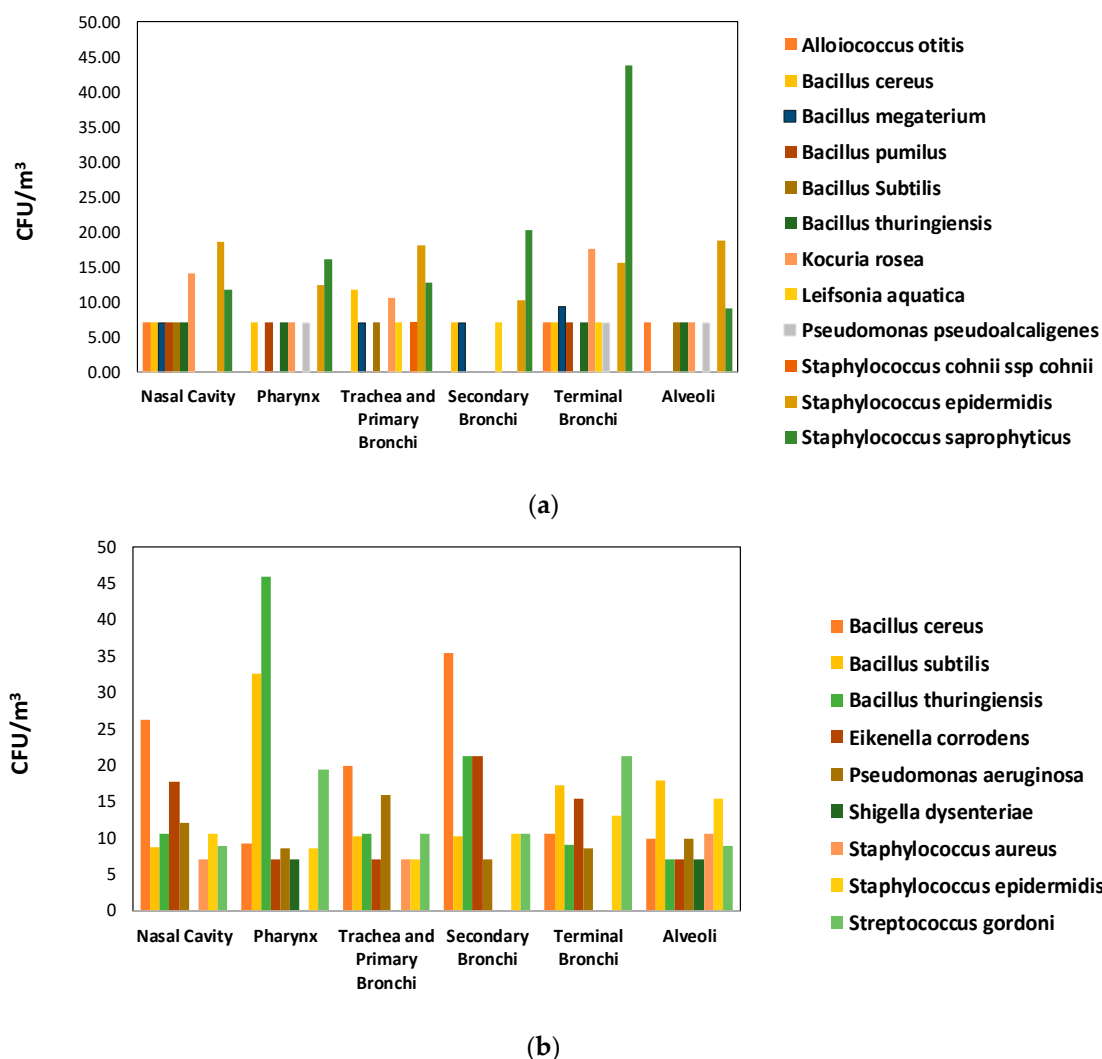 50.00
45.00
40.00
35.00
30.00
25.00
20.00
15.00
10.00
5.00
0.00
CFU/m³
Nasal Cavity
Pharynx
Trachea and
Primary
Bronchi
Secondary
Bronchi
Terminal
Bronchi
Alveoli
Alloiococcus otitis
Bacillus cereus
Bacillus megaterium
Bacillus pumilus
Bacillus Subtilis
Bacillus thuringiensis
Kocuria rosea
Leifsonia aquatica
Pseudomonas pseudoalcaligenes
Staphylococcus cohnii ssp cohnii
Staphylococcus epidermidis
Staphylococcus saprophyticus
(a)
50
45
40
35
30
25
20
15
10
5
0
CFU/m³
Nasal Cavity
Pharynx
Trachea and
Primary
Bronchi
Secondary
Bronchi
Terminal
Bronchi
Alveoli
Bacillus cereus
Bacillus subtilis
Bacillus thuringiensis
Eikenella corrodens
Pseudomonas aeruginosa
Shigella dysenteriae
Staphylococcus aureus
Staphylococcus epidermidis
Streptococcus gordoni
(b)